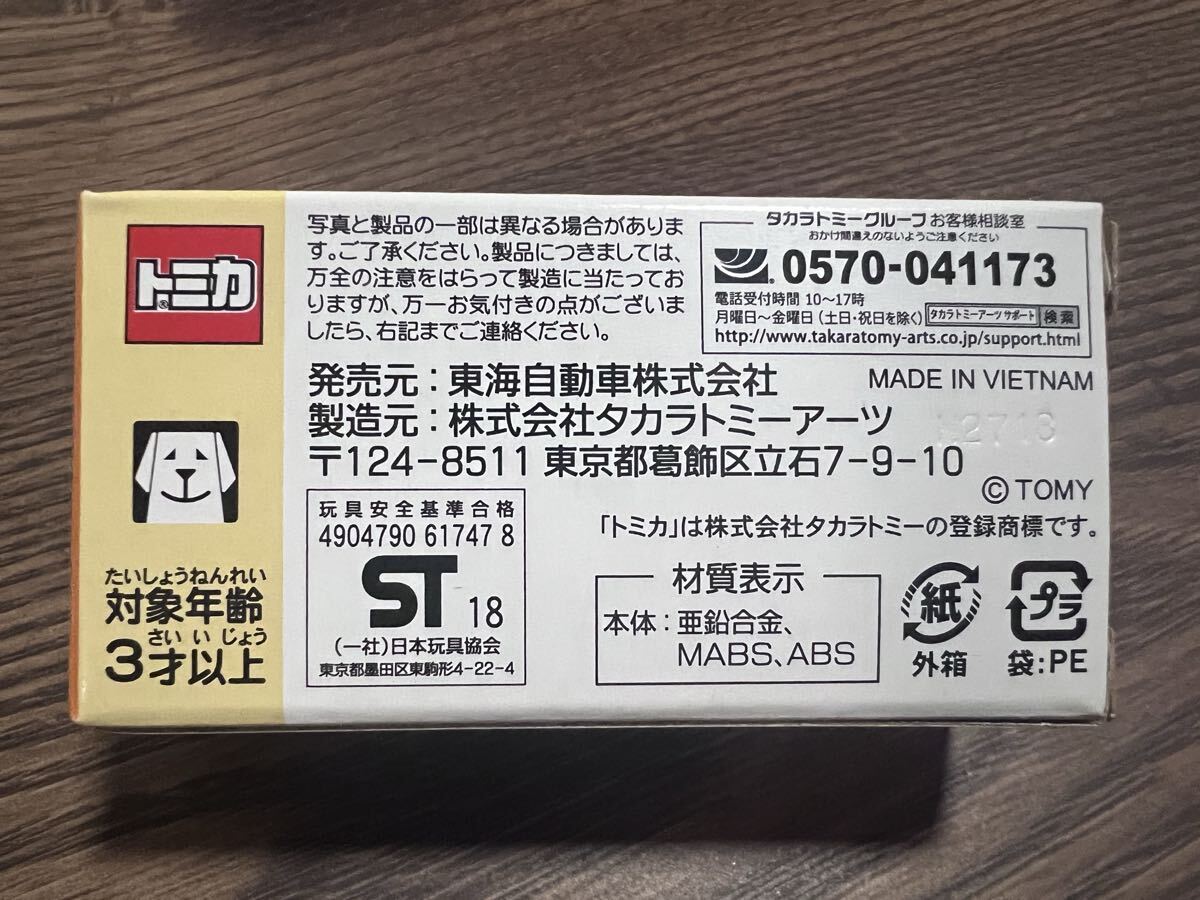 トミカ®
写真と製品の一部は異なる場合がありま
す。ご了承ください。製品につきましては、
万全の注意をはらって製造に当たってお
りますが、万一お気付きの点がございま
したら、右記までご連絡ください。
タカラトミーグループ お客様相談室
おかけ間違えのないようご注意ください
0570-041173
電話受付時間 10〜17時
月曜日〜金曜日(土日・祝日を除く) タカラトミーアーツ サポート 検索
http://www.takaratomy-arts.co.jp/support.html
発売元:東海自動車株式会社
MADE IN VIETNAM
製造元:株式会社タカラトミーアーツ
〒124-8511 東京都葛飾区立石7-9-10
© TOMY
「トミカ」は株式会社タカラトミーの登録商標です。
たいしょうねんれい
対象年齢
さい い じょう
3才以上
玩具安全基準合格
4904790 61747 8
ST 18
(一社)日本玩具協会
東京都墨田区東駒形4-22-4
材質表示
本体:亜鉛合金、
MABS、ABS
紙
外箱
プラ
袋:PE